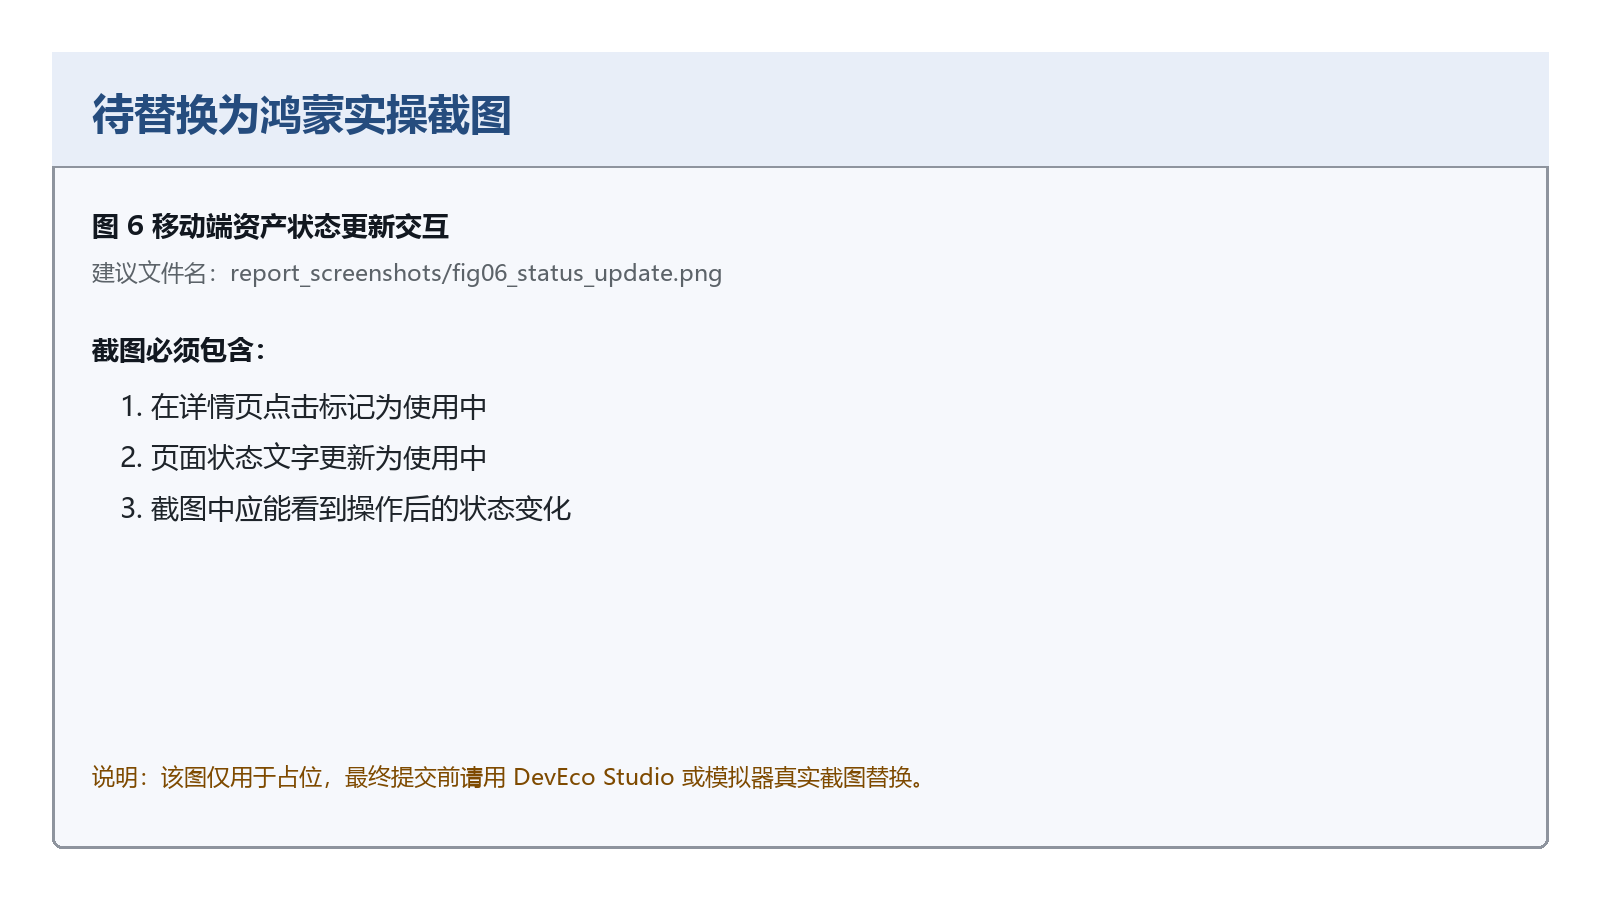 待替换为鸿蒙实操截图
图 6 移动端资产状态更新交互
建议文件名：report_screenshots/fig06_status_update.png
截图必须包含：
1. 在详情页点击标记为使用中
2. 页面状态文字更新为使用中
3. 截图中应能看到操作后的状态变化
说明：该图仅用于占位，最终提交前请用 DevEco Studio 或模拟器真实截图替换。